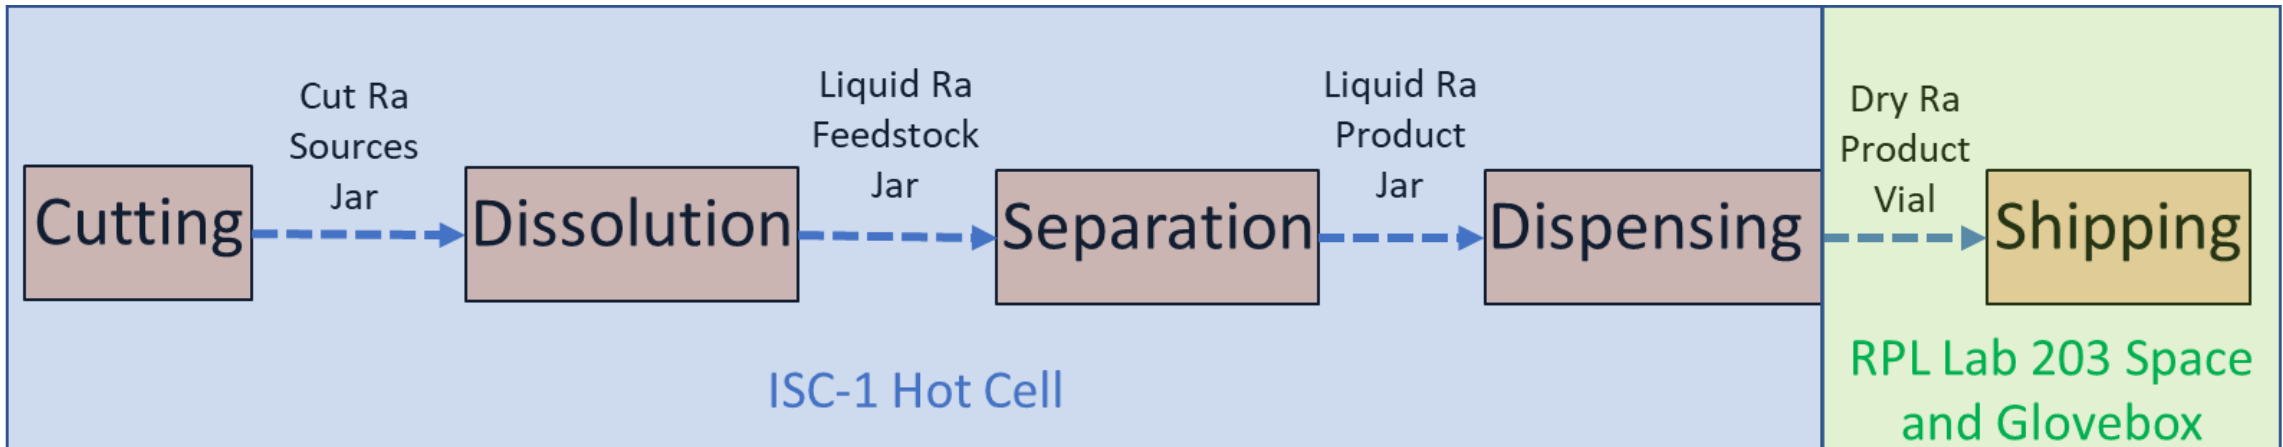 Cutting
Cut Ra
Sources
Jar
Dissolution
Liquid Ra
Feedstock
Jar
Separation
Liquid Ra
Product
Jar
Dispensing
Dry Ra
Product
Vial
Shipping
ISC-1 Hot Cell
RPL Lab 203 Space
and Glovebox